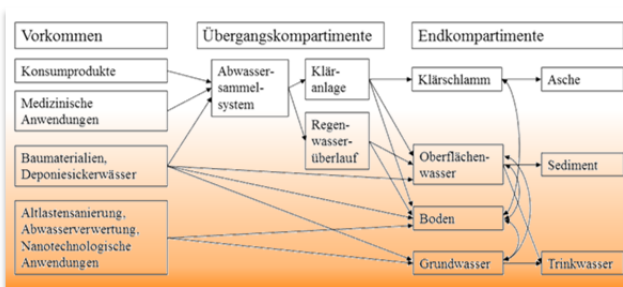 Vorkommen
Übergangskompartimente
Endkompartimente
Konsumprodukte
Medizinische
Anwendungen
Baumaterialien,
Deponiesickerwässer
Altlastensanierung,
Abwasserverwertung,
Nanotechnologische
Anwendungen
Abwasser-
sammel-
system
Klär-
anlage
Regen-
wasser-
überlauf
Klärschlamm
Oberflächen-
wasser
Boden
Grundwasser
Asche
Sediment
Trinkwasser